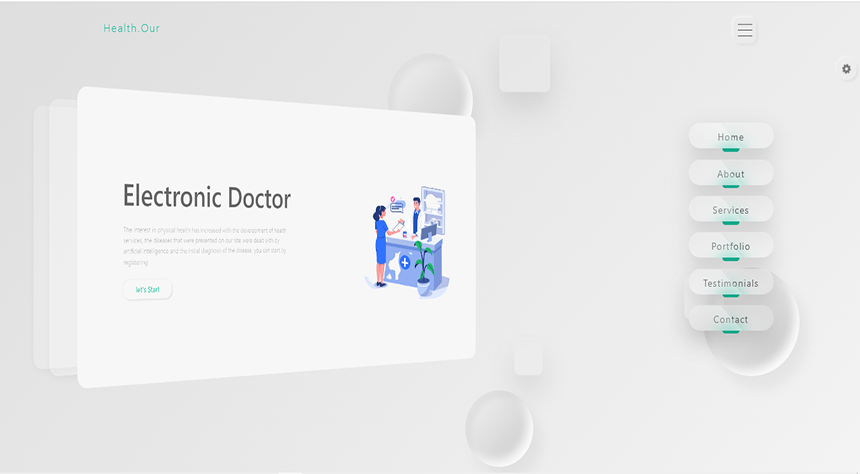 Health.Our
Electronic Doctor
The interest in physical health has increased with the development of health
services, the diseases that were presented on our site were dealt with by
artificial intelligence and the initial diagnosis of the disease, you can start by
registering
let's Start
Home
About
Services
Portfolio
Testimonials
Contact